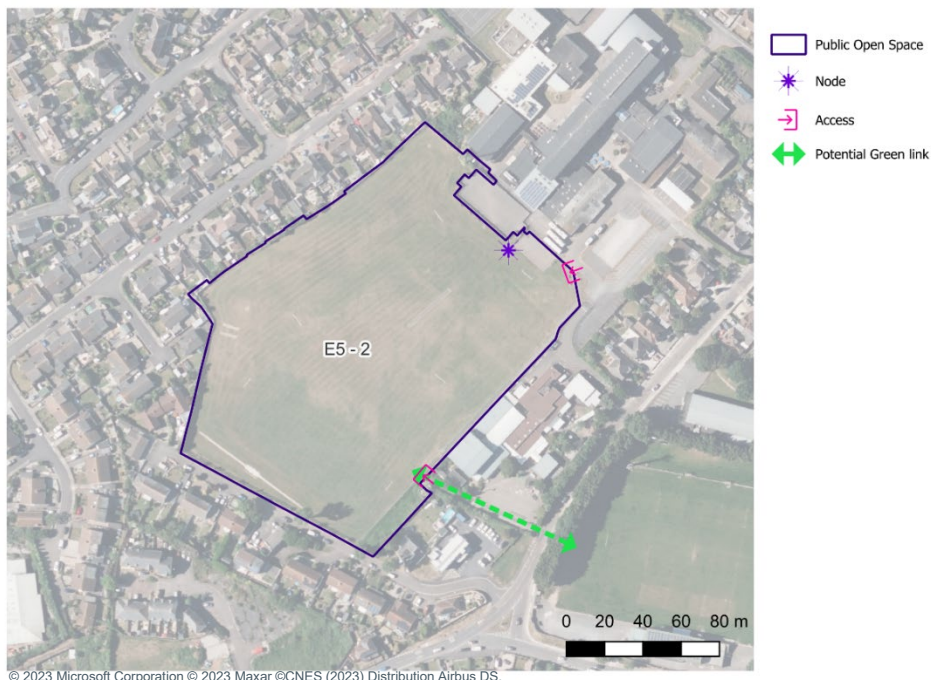 Public Open Space
Node
Access
Potential Green link
E5 - 2
0 20 40 60 80 m
© 2023 Microsoft Corporation © 2023 Maxar ©CNES (2023) Distribution Airbus DS.